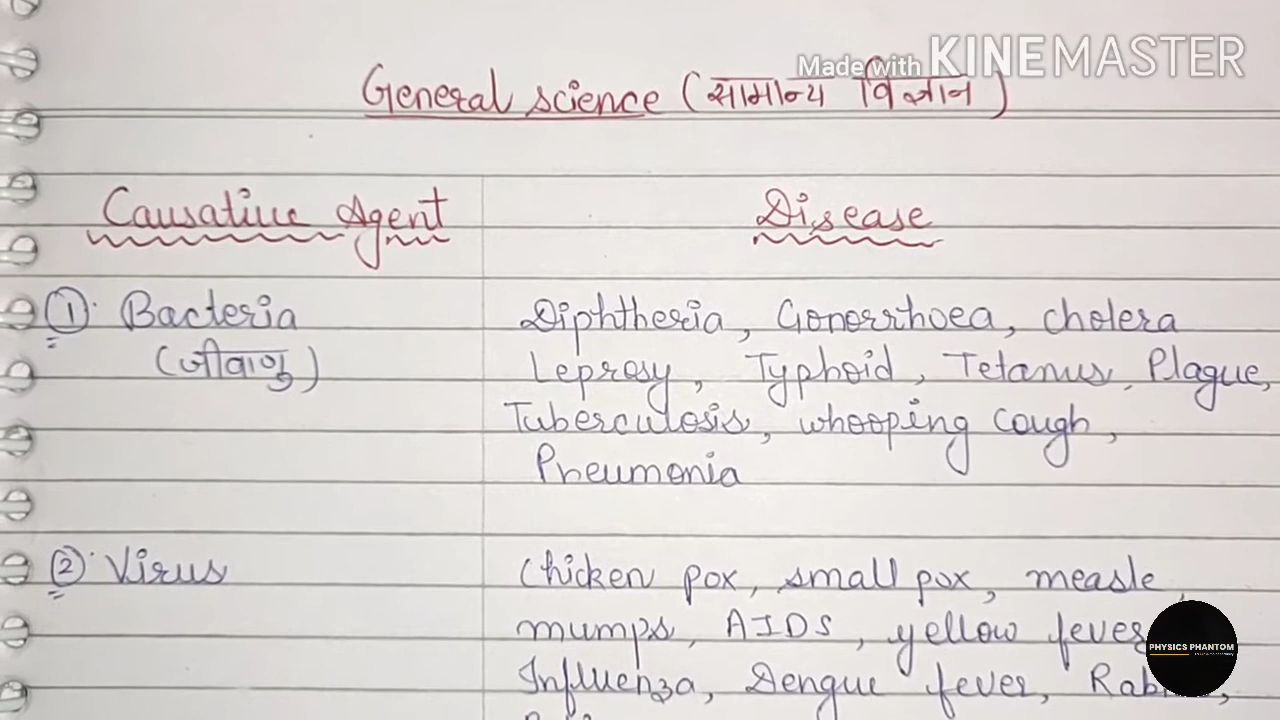 Made with KINEMASTER
General science (सामान्य विज्ञान)
Causative Agent Disease
① Bacteria Diphtheria, Gonorrhoea, cholera
(जीवाणु) Leprosy, Typhoid, Tetanus, Plague,
Tuberculosis, whooping cough,
Pneumonia
② Virus Chicken pox, small pox, measle,
mumps, AIDS, yellow fever
PHYSICS PHANTOM
Influenza, Dengue fever,